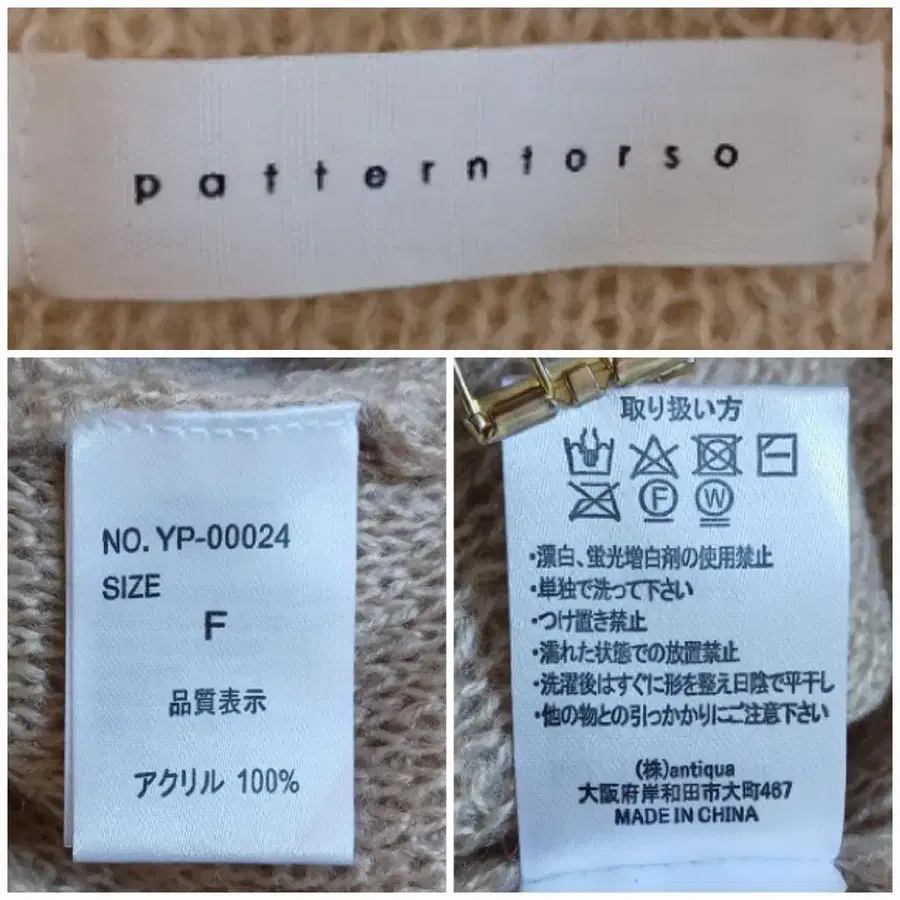 patterntorso
NO. YP-00024
SIZE
F
品質表示
アクリル 100%
取り扱い方
F W
・漂白、蛍光増白剤の使用禁止
・単独で洗って下さい
・つけ置き禁止
・濡れた状態での放置禁止
・洗濯後はすぐに形を整え日陰で平干し
・他の物との引っかかりにご注意下さい
(株)antiqua
大阪府岸和田市大町467
MADE IN CHINA